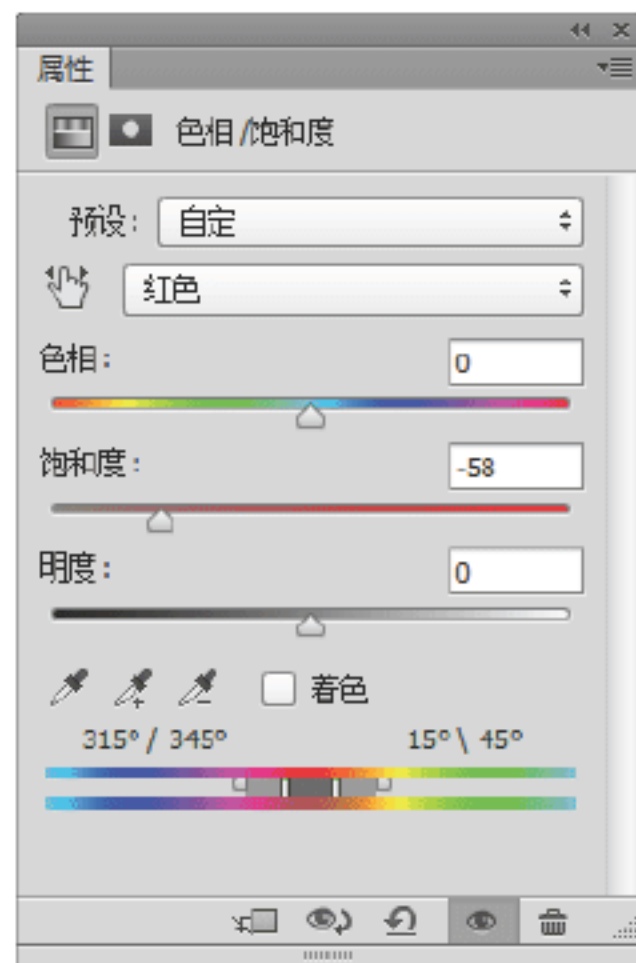 属性
色相/饱和度
预设: 自定
红色
色相: 0
饱和度: -58
明度: 0
着色
315°/ 345° 15°\ 45°